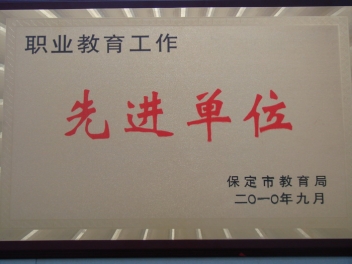 职业教育工作
先进单位
保定市教育局
二〇一〇年九月